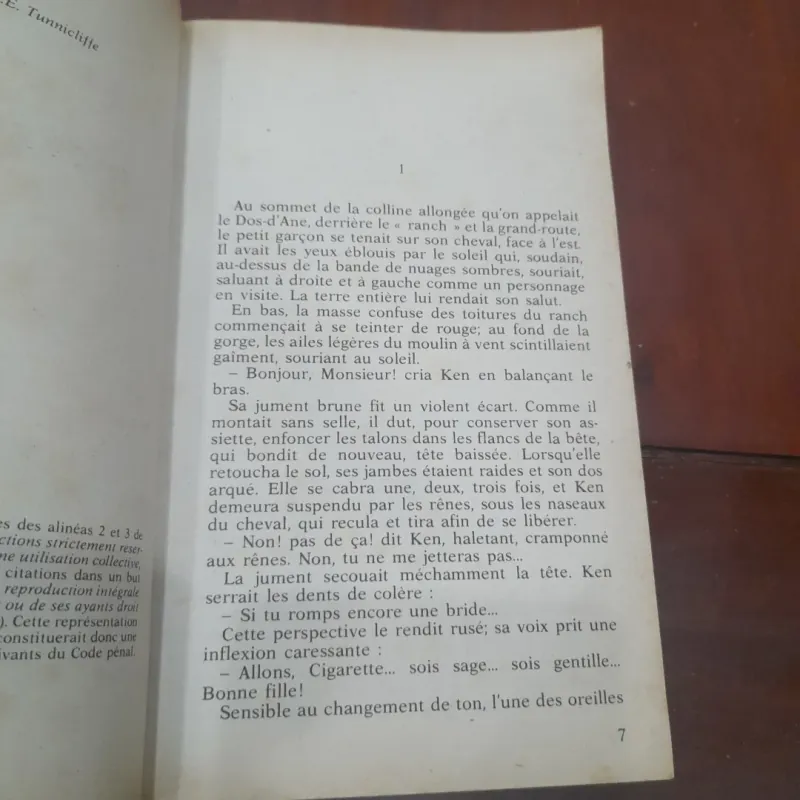 .E. Tunnicliffe
es des alinéas 2 et 3 de
ctions strictement reser-
ne utilisation collective,
citations dans un but
reproduction intégrale
ou de ses ayants droit
). Cette représentation
constituerait donc une
ivants du Code pénal.
1
Au sommet de la colline allongée qu'on appelait
le Dos-d'Ane, derrière le « ranch » et la grand-route,
le petit garçon se tenait sur son cheval, face à l'est.
Il avait les yeux éblouis par le soleil qui, soudain,
au-dessus de la bande de nuages sombres, souriait,
saluant à droite et à gauche comme un personnage
en visite. La terre entière lui rendait son salut.
En bas, la masse confuse des toitures du ranch
commençait à se teinter de rouge; au fond de la
gorge, les ailes légères du moulin à vent scintillaient
gaîment, souriant au soleil.
– Bonjour, Monsieur! cria Ken en balançant le
bras.
Sa jument brune fit un violent écart. Comme il
montait sans selle, il dut, pour conserver son as-
siette, enfoncer les talons dans les flancs de la bête,
qui bondit de nouveau, tête baissée. Lorsqu'elle
retoucha le sol, ses jambes étaient raides et son dos
arqué. Elle se cabra une, deux, trois fois, et Ken
demeura suspendu par les rênes, sous les naseaux
du cheval, qui recula et tira afin de se libérer.
– Non! pas de ça! dit Ken, haletant, cramponné
aux rênes. Non, tu ne me jetteras pas...
La jument secouait méchamment la tête. Ken
serrait les dents de colère :
– Si tu romps encore une bride...
Cette perspective le rendit rusé; sa voix prit une
inflexion caressante :
– Allons, Cigarette... sois sage... sois gentille...
Bonne fille!
Sensible au changement de ton, l'une des oreilles
7